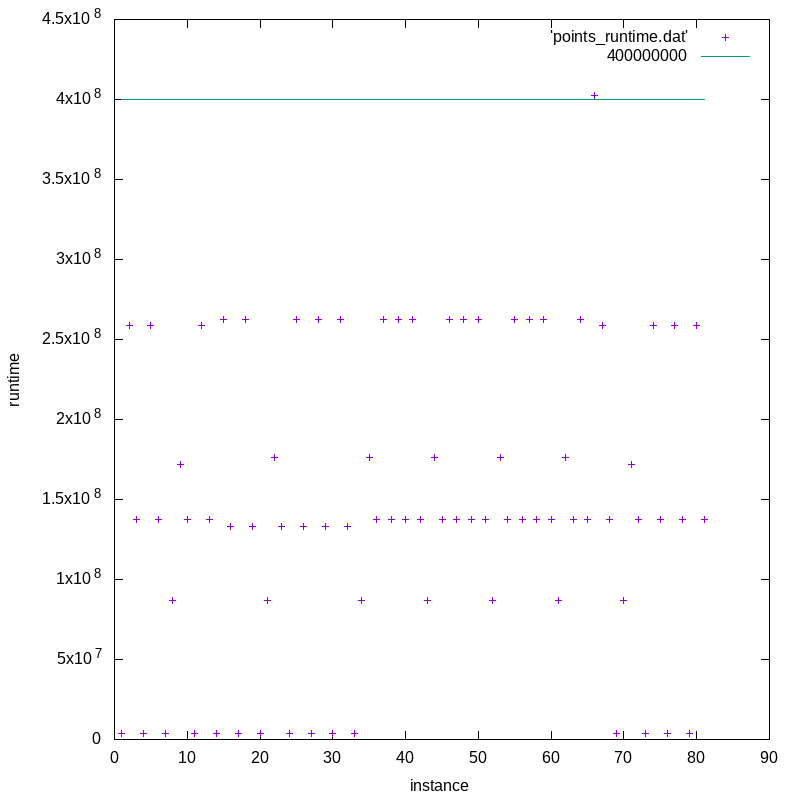 4.5x10^8
'points_runtime.dat'
400000000
4x10^8
3.5x10^8
3x10^8
2.5x10^8
2x10^8
1.5x10^8
1x10^8
5x10^7
0
runtime
0 10 20 30 40 50 60 70 80 90
instance